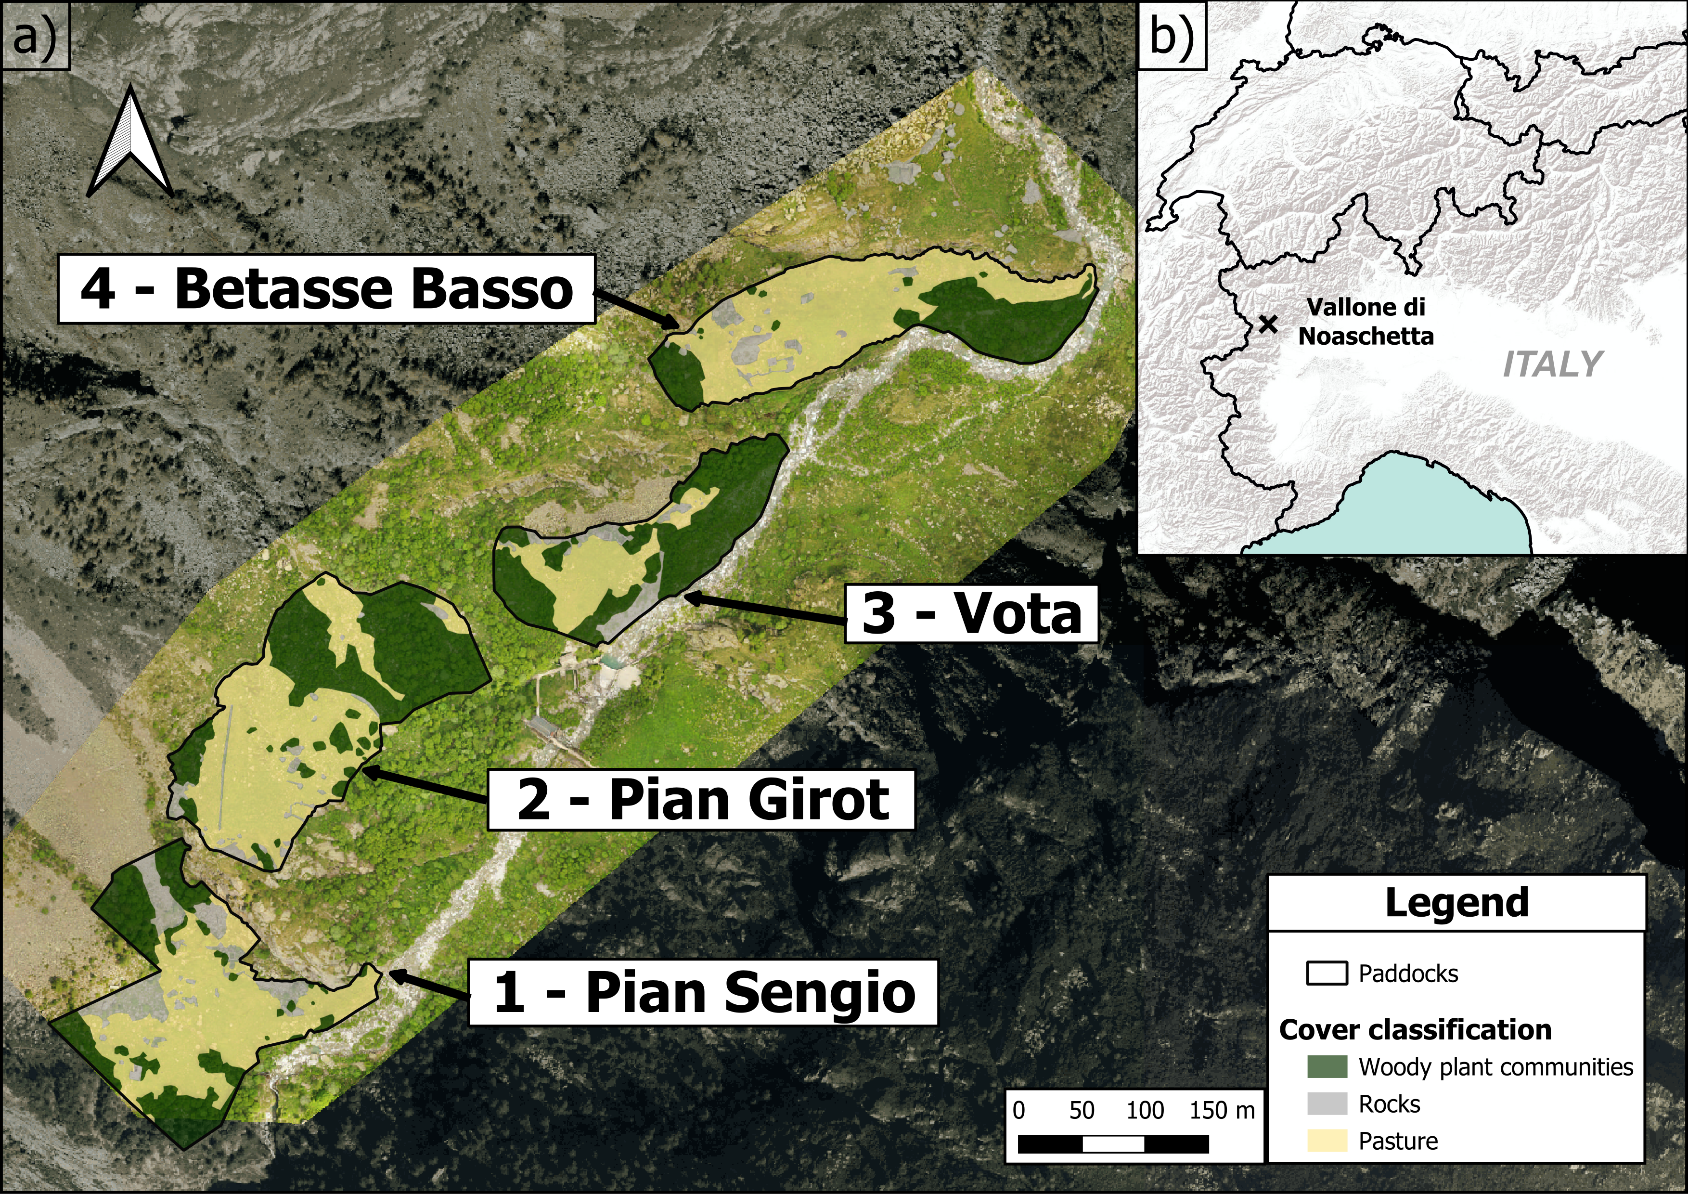 a)
b)
4 - Betasse Basso
Vallone di
Noaschetta
ITALY
3 - Vota
2 - Pian Girot
1 - Pian Sengio
Legend
Paddocks
Cover classification
Woody plant communities
Rocks
Pasture
0 50 100 150 m